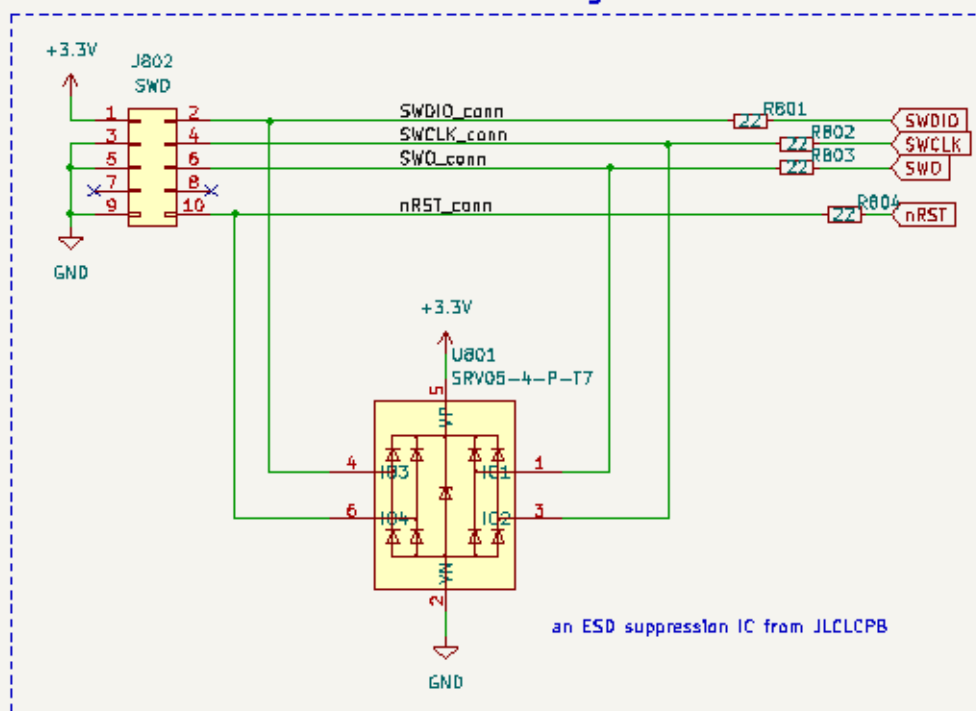 +3.3V
J802
SWD
1 2
3 4
5 6
7 8
9 10
SWDIO_conn
SWCLK_conn
SWO_conn
nRST_conn
R801
22
SWDIO
R802
22
SWCLK
R803
22
SWO
R804
22
nRST
GND
+3.3V
U801
SRV05-4-P-T7
5
VP
4 IO3 IO1 1
6 IO4 IO2 3
VN
2
an ESD suppression IC from JLCLCPB
GND